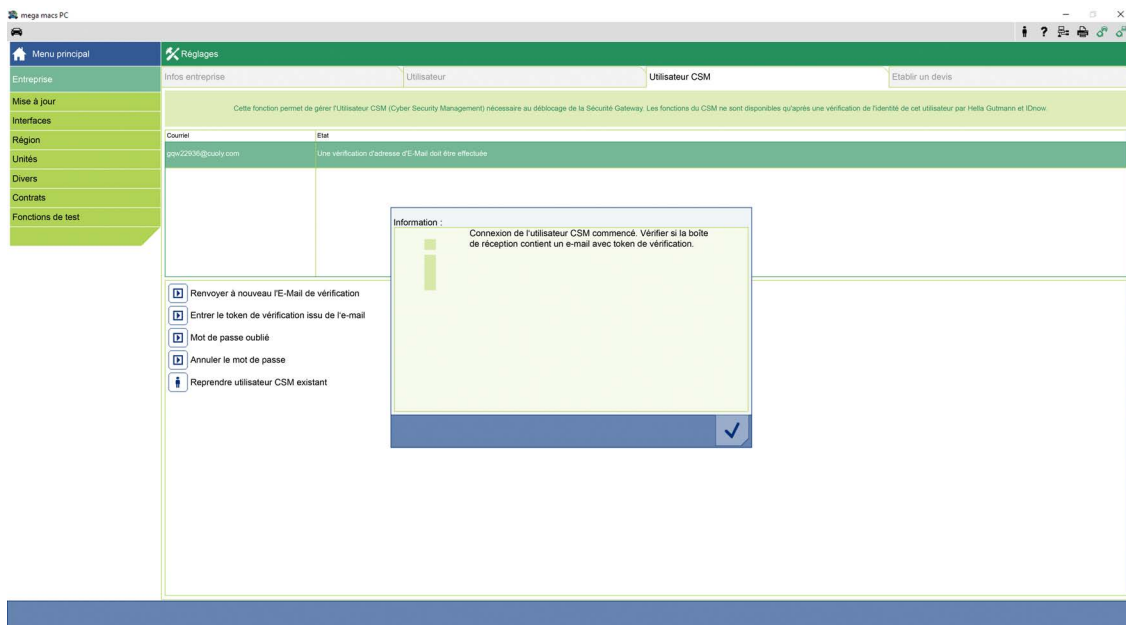 mega macs PC
Menu principal
Réglages
Entreprise
Infos entreprise
Utilisateur
Utilisateur CSM
Etablir un devis
Mise à jour
Interfaces
Région
Unités
Divers
Contrats
Fonctions de test
Cette fonction permet de gérer l'Utilisateur CSM (Cyber Security Management) nécessaire au déblocage de la Sécurité Gateway. Les fonctions du CSM ne sont disponibles qu'après une vérification de l'identité de cet utilisateur par Hella Gutmann et IDnow.
Courriel
Etat
gqw22936@cuoly.com
Une vérification d'adresse d'E-Mail doit être effectuée
Information :
Connexion de l'utilisateur CSM commencé. Vérifier si la boîte
de réception contient un e-mail avec token de vérification.
Renvoyer à nouveau l'E-Mail de vérification
Entrer le token de vérification issu de l'e-mail
Mot de passe oublié
Annuler le mot de passe
Reprendre utilisateur CSM existant